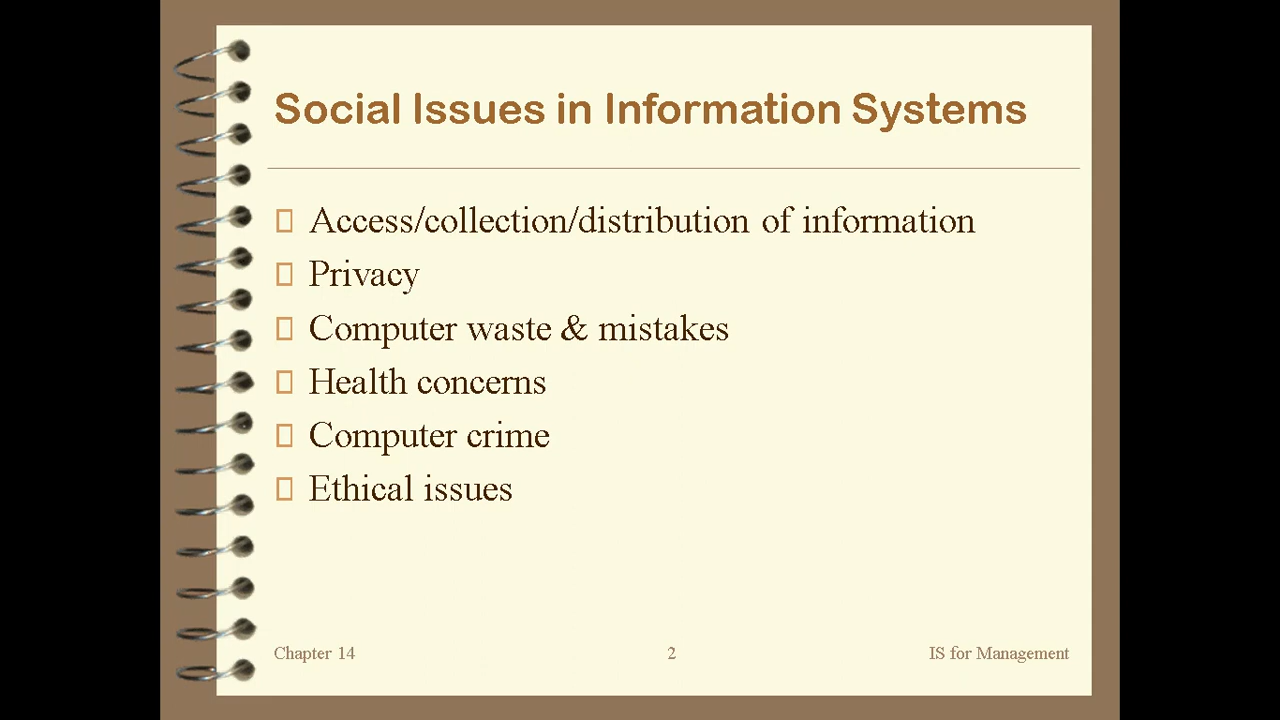 Social Issues in Information Systems
Access/collection/distribution of information
Privacy
Computer waste & mistakes
Health concerns
Computer crime
Ethical issues
Chapter 14
2
IS for Management